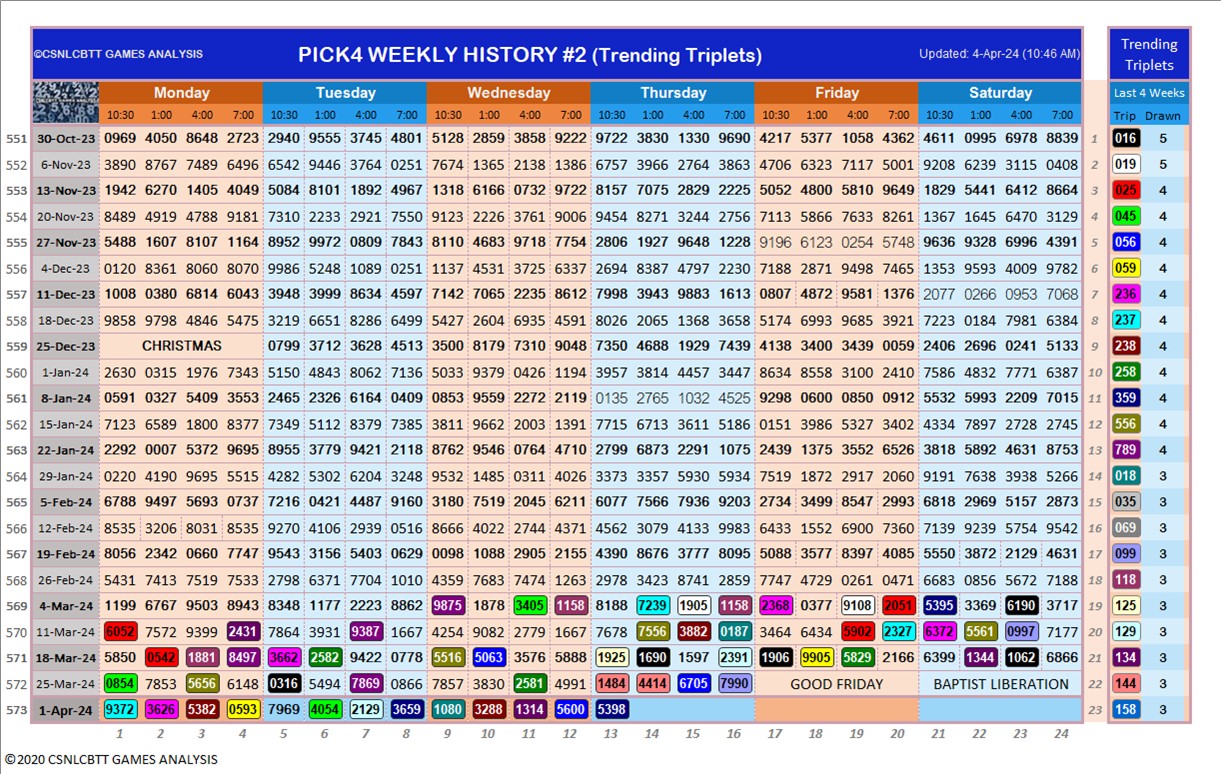 ©CSNLCBTT GAMES ANALYSIS PICK4 WEEKLY HISTORY #2 (Trending Triplets) Updated: 4-Apr-24 (10:46 AM) Trending Triplets
Monday Tuesday Wednesday Thursday Friday Saturday Last 4 Weeks
10:30 1:00 4:00 7:00 10:30 1:00 4:00 7:00 10:30 1:00 4:00 7:00 10:30 1:00 4:00 7:00 10:30 1:00 4:00 7:00 10:30 1:00 4:00 7:00 Trip Drawn
551 30-Oct-23 0969 4050 8648 2723 2940 9555 3745 4801 5128 2859 3858 9222 9722 3830 1330 9690 4217 5377 1058 4362 4611 0995 6978 8839 1 016 5
552 6-Nov-23 3890 8767 7489 6496 6542 9446 3764 0251 7674 1365 2138 1386 6757 3966 2764 3863 4706 6323 7117 5001 9208 6239 3115 0408 2 019 5
553 13-Nov-23 1942 6270 1405 4049 5084 8101 1892 4967 1318 6166 0732 9722 8157 7075 2829 2225 5052 4800 5810 9649 1829 5441 6412 8664 3 025 4
554 20-Nov-23 8489 4919 4788 9181 7310 2233 2921 7550 9123 2226 3761 9006 9454 8271 3244 2756 7113 5866 7633 8261 1367 1645 6470 3129 4 045 4
555 27-Nov-23 5488 1607 8107 1164 8952 9972 0809 7843 8110 4683 9718 7754 2806 1927 9648 1228 9196 6123 0254 5748 9636 9328 6996 4391 5 056 4
556 4-Dec-23 0120 8361 8060 8070 9986 5248 1089 0251 1137 4531 3725 6337 2694 8387 4797 2230 7188 2871 9498 7465 1353 9593 4009 9782 6 059 4
557 11-Dec-23 1008 0380 6814 6043 3948 3999 8634 4597 7142 7065 2235 8612 7998 3943 9883 1613 0807 4872 9581 1376 2077 0266 0953 7068 7 236 4
558 18-Dec-23 9858 9798 4846 5475 3219 6651 8286 6499 5427 2604 6935 4591 8026 2065 1368 3658 5174 6993 9685 3921 7223 0184 7981 6384 8 237 4
559 25-Dec-23 CHRISTMAS 0799 3712 3628 4513 3500 8179 7310 9048 7350 4688 1929 7439 4138 3400 3439 0059 2406 2696 0241 5133 9 238 4
560 1-Jan-24 2630 0315 1976 7343 5150 4843 8062 7136 5033 9379 0426 1194 3957 3814 4457 3447 8634 8558 3100 2410 7586 4832 7771 6387 10 258 4
561 8-Jan-24 0591 0327 5409 3553 2465 2326 6164 0409 0853 9559 2272 2119 0135 2765 1032 4525 9298 0600 0850 0912 5532 5993 2209 7015 11 359 4
562 15-Jan-24 7123 6589 1800 8377 7349 5112 8379 7385 3811 9662 2003 1391 7715 6713 3611 5186 0151 3986 5327 3402 4334 7897 2728 2745 12 556 4
563 22-Jan-24 2292 0007 5372 9695 8955 3779 9421 2118 8762 9546 0764 4710 2799 6873 2291 1075 2439 1375 3552 6526 3818 5892 4631 8753 13 789 4
564 29-Jan-24 0220 4190 9695 5515 4282 5302 6204 3246 9532 1485 0311 4026 3373 3357 5930 5934 7519 1872 2917 2060 9191 7638 3938 5266 14 018 3
565 5-Feb-24 6788 9497 5693 0737 7216 0421 4487 9160 3180 7519 2045 6211 6077 7566 7936 9203 2734 3499 8547 2993 6818 2969 5157 2873 15 035 3
566 12-Feb-24 8535 3206 8031 8535 9270 4106 2939 0516 8666 4022 2744 4371 4562 3079 4133 9983 6433 1552 6900 7360 7139 9239 5754 9542 16 069 3
567 19-Feb-24 8056 2342 0660 7747 9543 3156 5403 0629 0098 1088 2905 2155 4390 8676 3777 8095 5088 3577 8397 4085 5550 3872 2129 4631 17 099 3
568 26-Feb-24 5431 7413 7519 7533 2798 6371 7704 1010 4359 7683 7474 1263 2978 3423 8741 2859 7747 4729 0261 0471 6683 0856 5672 7188 18 118 3
569 4-Mar-24 1199 6767 9503 8943 8348 1177 2223 8862 9875 1878 3405 1158 8188 7239 1905 1158 2368 0377 9108 2051 5395 3369 6190 3717 19 125 3
570 11-Mar-24 6052 7572 9399 2431 7864 3931 9387 1667 4254 9082 2779 1667 7678 7556 3882 0187 3464 6434 5902 2327 6372 5561 0997 7177 20 129 3
571 18-Mar-24 5850 0542 1881 8497 3662 2582 9422 0778 5516 5063 3576 5888 1925 1690 1597 2391 1906 9905 5829 2166 6399 1344 1062 6866 21 134 3
572 25-Mar-24 0854 7853 5656 6148 0316 5494 7869 0866 7857 3830 2581 4991 1484 4414 6705 7990 GOOD FRIDAY BAPTIST LIBERATION 22 144 3
573 1-Apr-24 9372 3626 5382 0593 7969 4054 2129 3659 1080 3288 1314 5600 5398 23 158 3
1 2 3 4 5 6 7 8 9 10 11 12 13 14 15 16 17 18 19 20 21 22 23 24
©2020 CSNLCBTT GAMES ANALYSIS